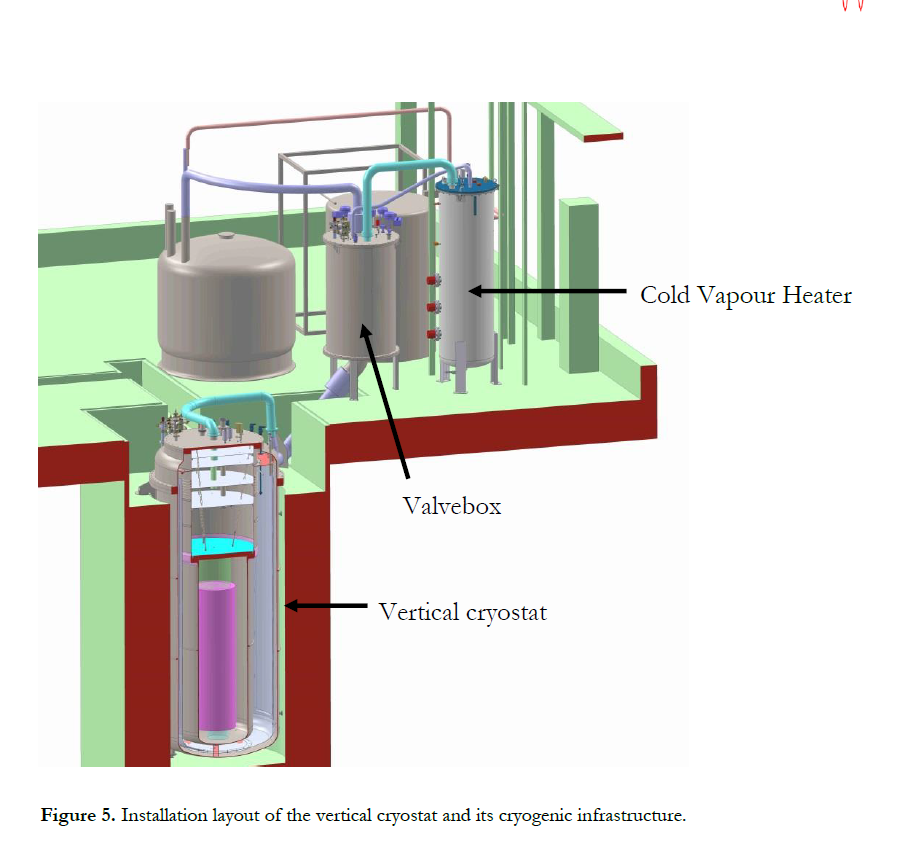 Cold Vapour Heater
Valvebox
Vertical cryostat
Figure 5. Installation layout of the vertical cryostat and its cryogenic infrastructure.